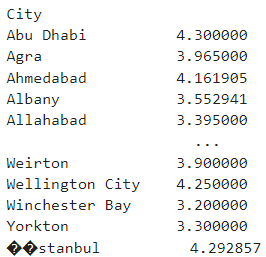 City
Abu Dhabi 4.300000
Agra 3.965000
Ahmedabad 4.161905
Albany 3.552941
Allahabad 3.395000
...
Weirton 3.900000
Wellington City 4.250000
Winchester Bay 3.200000
Yorkton 3.300000
��stanbul 4.292857